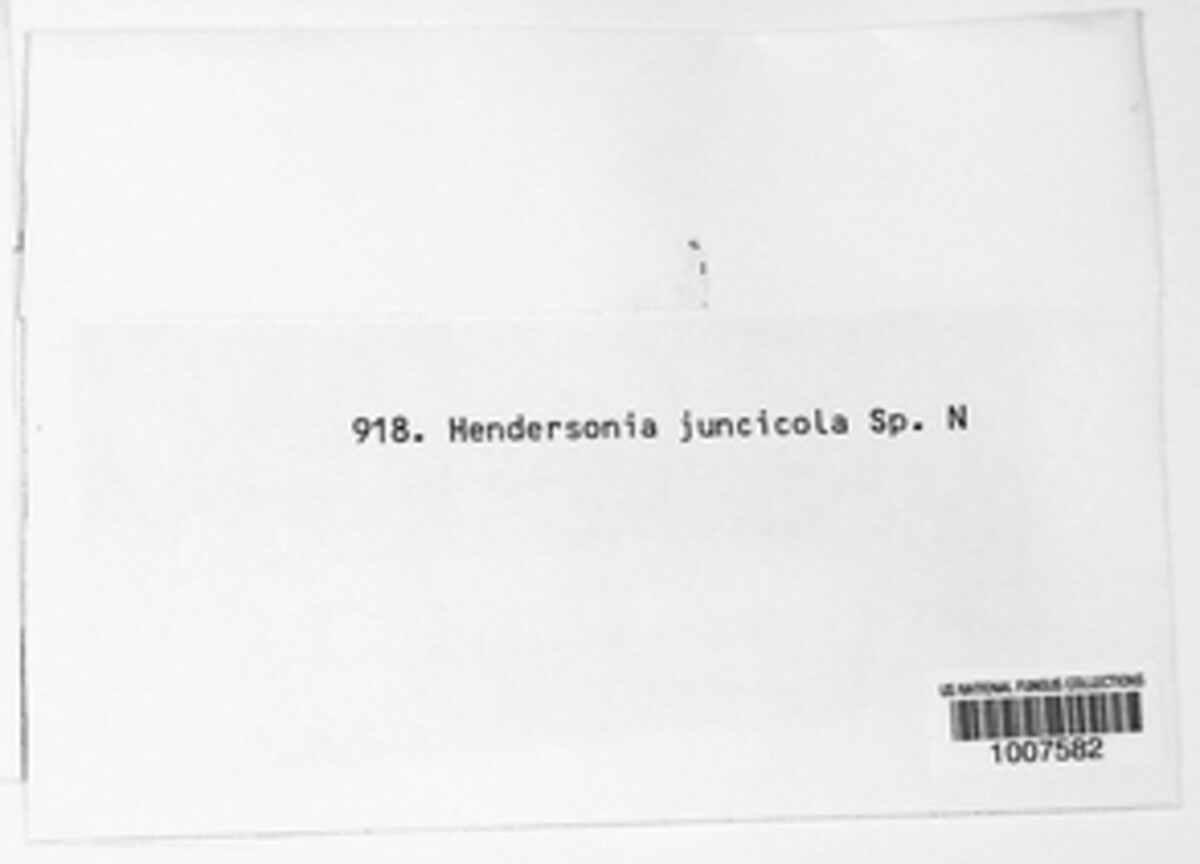 918. Hendersonia juncicola Sp. N
US NATIONAL FUNGUS COLLECTIONS
1007582